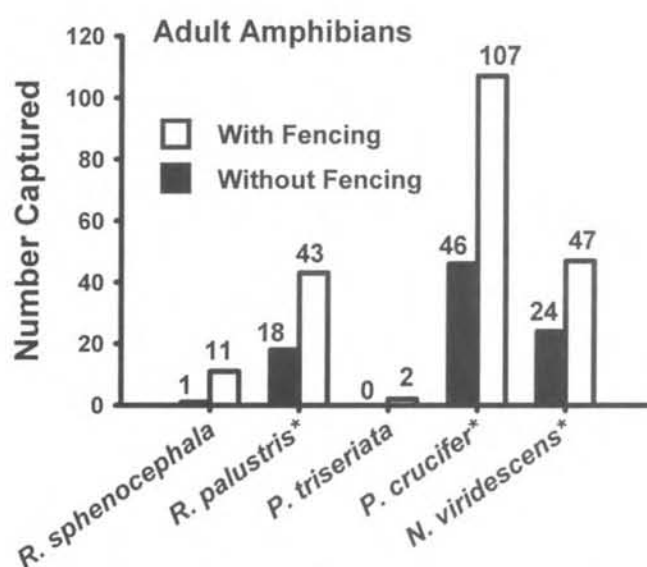 Adult Amphibians
Number Captured
120
100
80
60
40
20
0
With Fencing
Without Fencing
1
11
18
43
0
2
46
107
24
47
R. sphenocephala
R. palustris*
P. triseriata
P. crucifer*
N. viridescens*